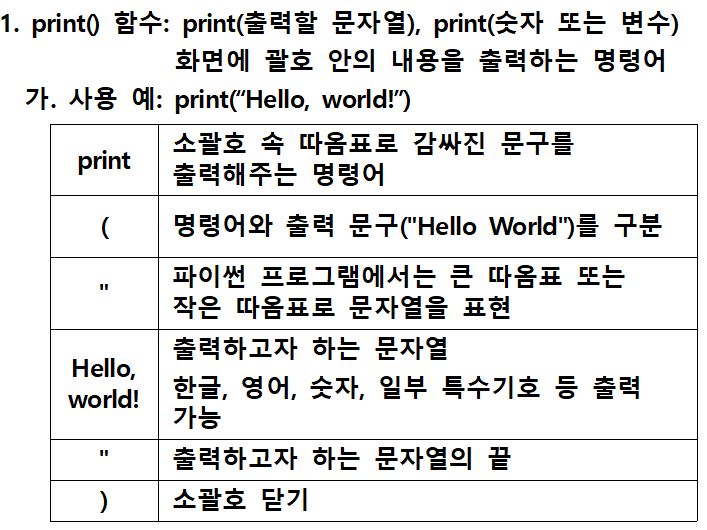 1. print() 함수: print(출력할 문자열), print(숫자 또는 변수)
화면에 괄호 안의 내용을 출력하는 명령어
가. 사용 예: print(“Hello, world!”)
print
소괄호 속 따옴표로 감싸진 문구를
출력해주는 명령어
(
명령어와 출력 문구("Hello World")를 구분
"
파이썬 프로그램에서는 큰 따옴표 또는
작은 따옴표로 문자열을 표현
Hello,
world!
출력하고자 하는 문자열
한글, 영어, 숫자, 일부 특수기호 등 출력
가능
"
출력하고자 하는 문자열의 끝
)
소괄호 닫기